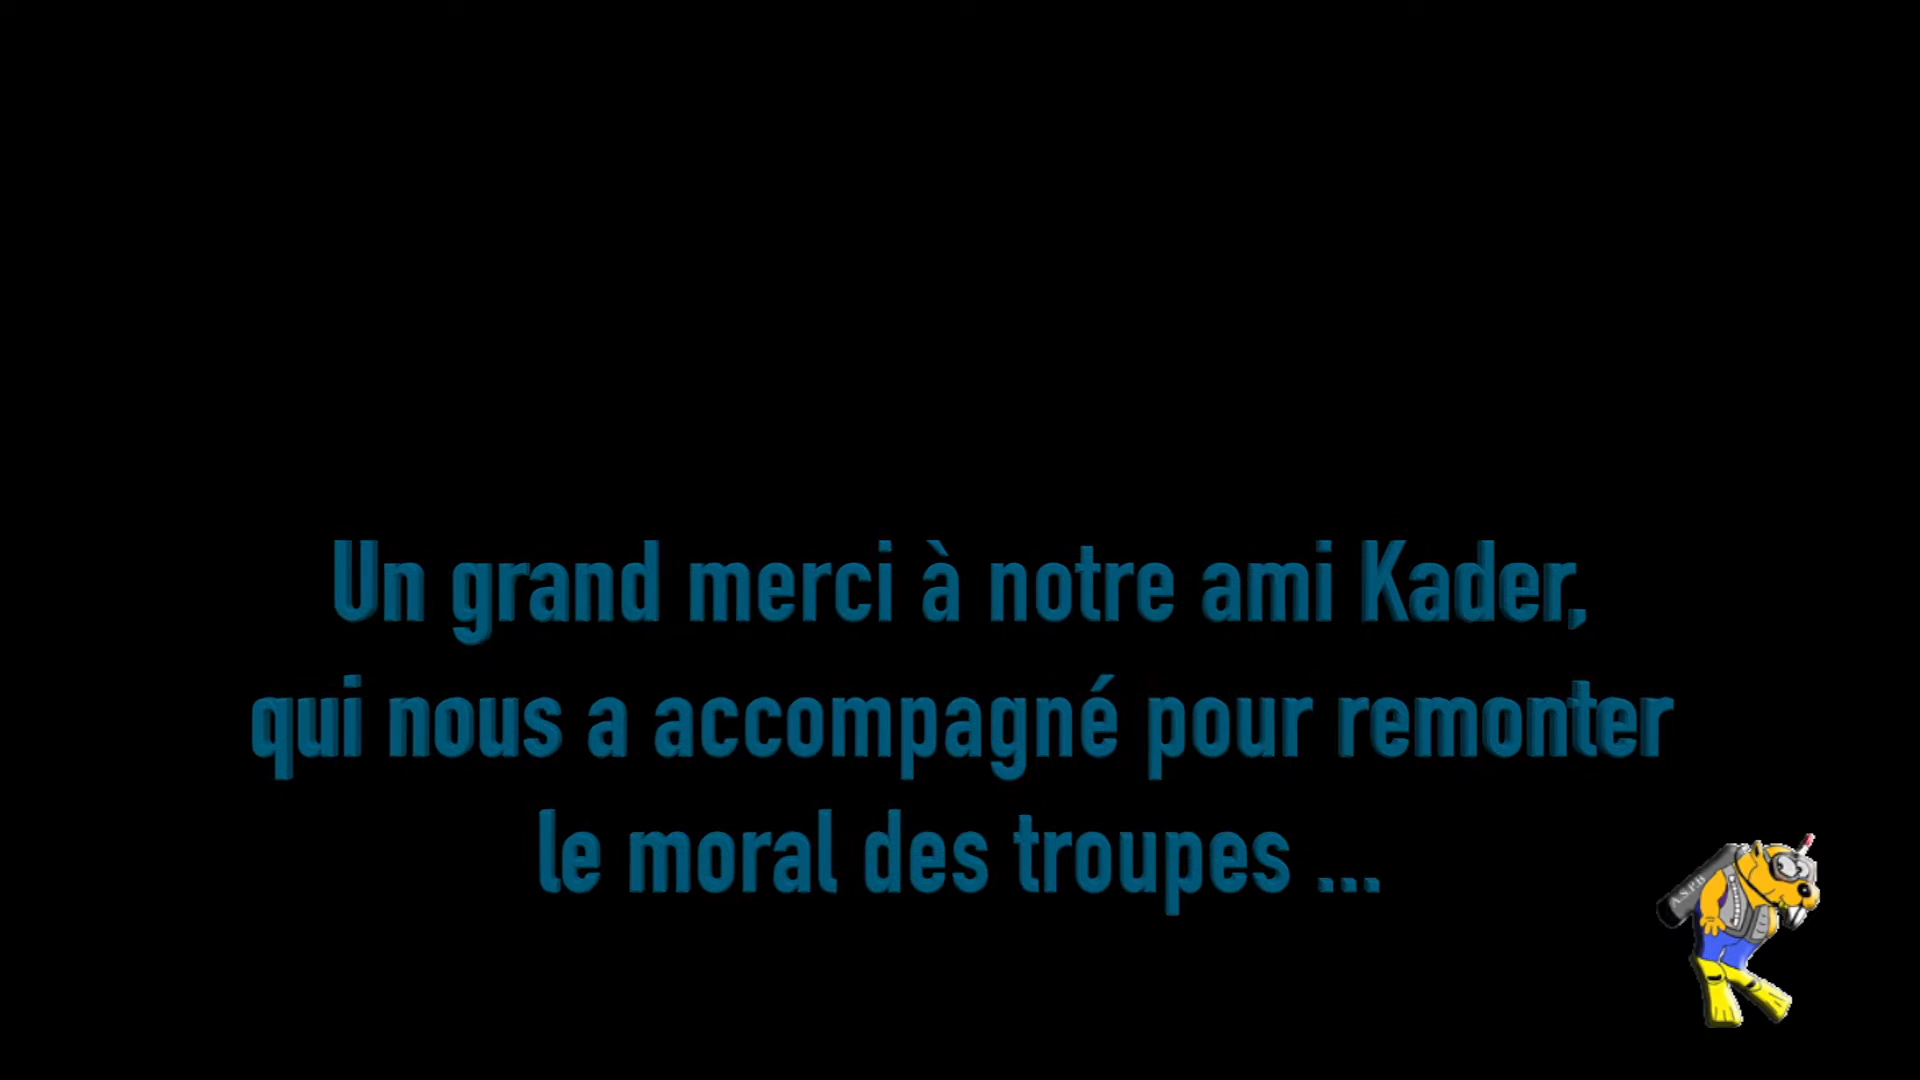 Un grand merci à notre ami Kader,
qui nous a accompagné pour remonter
le moral des troupes ...
A.S.P.B